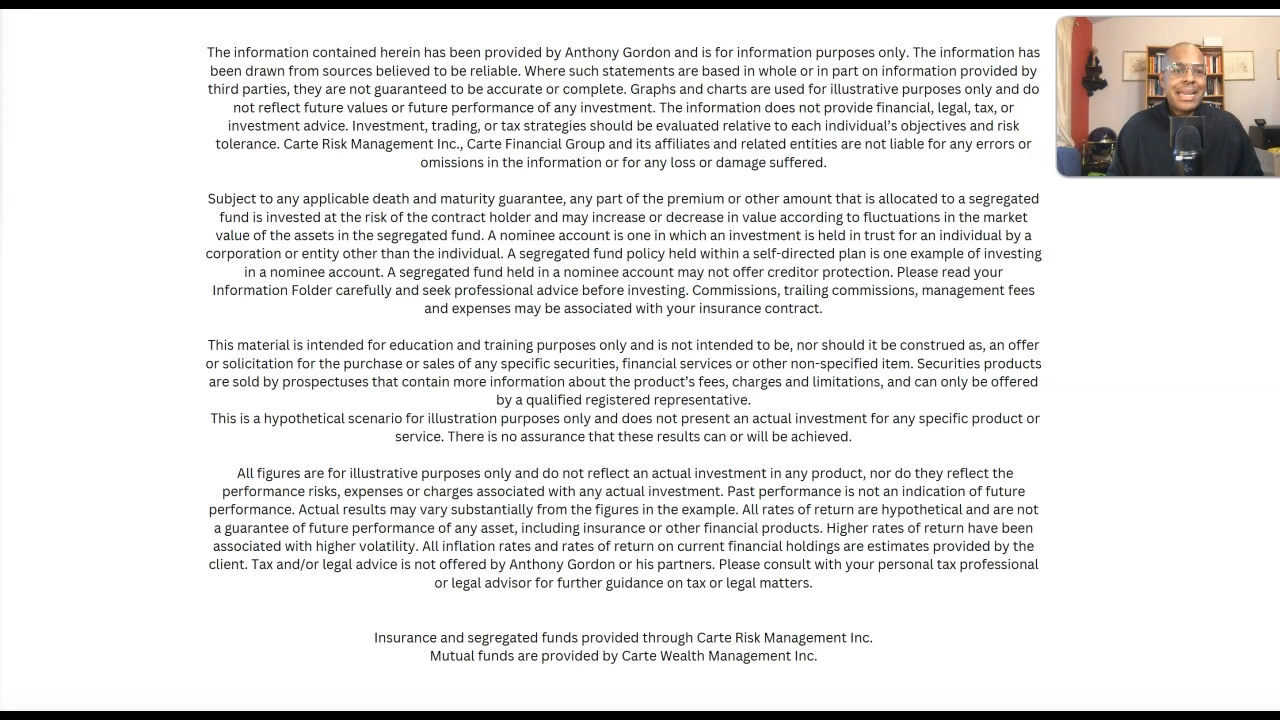 The information contained herein has been provided by Anthony Gordon and is for information purposes only. The information has
been drawn from sources believed to be reliable. Where such statements are based in whole or in part on information provided by
third parties, they are not guaranteed to be accurate or complete. Graphs and charts are used for illustrative purposes only and do
not reflect future values or future performance of any investment. The information does not provide financial, legal, tax, or
investment advice. Investment, trading, or tax strategies should be evaluated relative to each individual’s objectives and risk
tolerance. Carte Risk Management Inc., Carte Financial Group and its affiliates and related entities are not liable for any errors or
omissions in the information or for any loss or damage suffered.
Subject to any applicable death and maturity guarantee, any part of the premium or other amount that is allocated to a segregated
fund is invested at the risk of the contract holder and may increase or decrease in value according to fluctuations in the market
value of the assets in the segregated fund. A nominee account is one in which an investment is held in trust for an individual by a
corporation or entity other than the individual. A segregated fund policy held within a self-directed plan is one example of investing
in a nominee account. A segregated fund held in a nominee account may not offer creditor protection. Please read your
Information Folder carefully and seek professional advice before investing. Commissions, trailing commissions, management fees
and expenses may be associated with your insurance contract.
This material is intended for education and training purposes only and is not intended to be, nor should it be construed as, an offer
or solicitation for the purchase or sales of any specific securities, financial services or other non-specified item. Securities products
are sold by prospectuses that contain more information about the product’s fees, charges and limitations, and can only be offered
by a qualified registered representative.
This is a hypothetical scenario for illustration purposes only and does not present an actual investment for any specific product or
service. There is no assurance that these results can or will be achieved.
All figures are for illustrative purposes only and do not reflect an actual investment in any product, nor do they reflect the
performance risks, expenses or charges associated with any actual investment. Past performance is not an indication of future
performance. Actual results may vary substantially from the figures in the example. All rates of return are hypothetical and are not
a guarantee of future performance of any asset, including insurance or other financial products. Higher rates of return have been
associated with higher volatility. All inflation rates and rates of return on current financial holdings are estimates provided by the
client. Tax and/or legal advice is not offered by Anthony Gordon or his partners. Please consult with your personal tax professional
or legal advisor for further guidance on tax or legal matters.
Insurance and segregated funds provided through Carte Risk Management Inc.
Mutual funds are provided by Carte Wealth Management Inc.